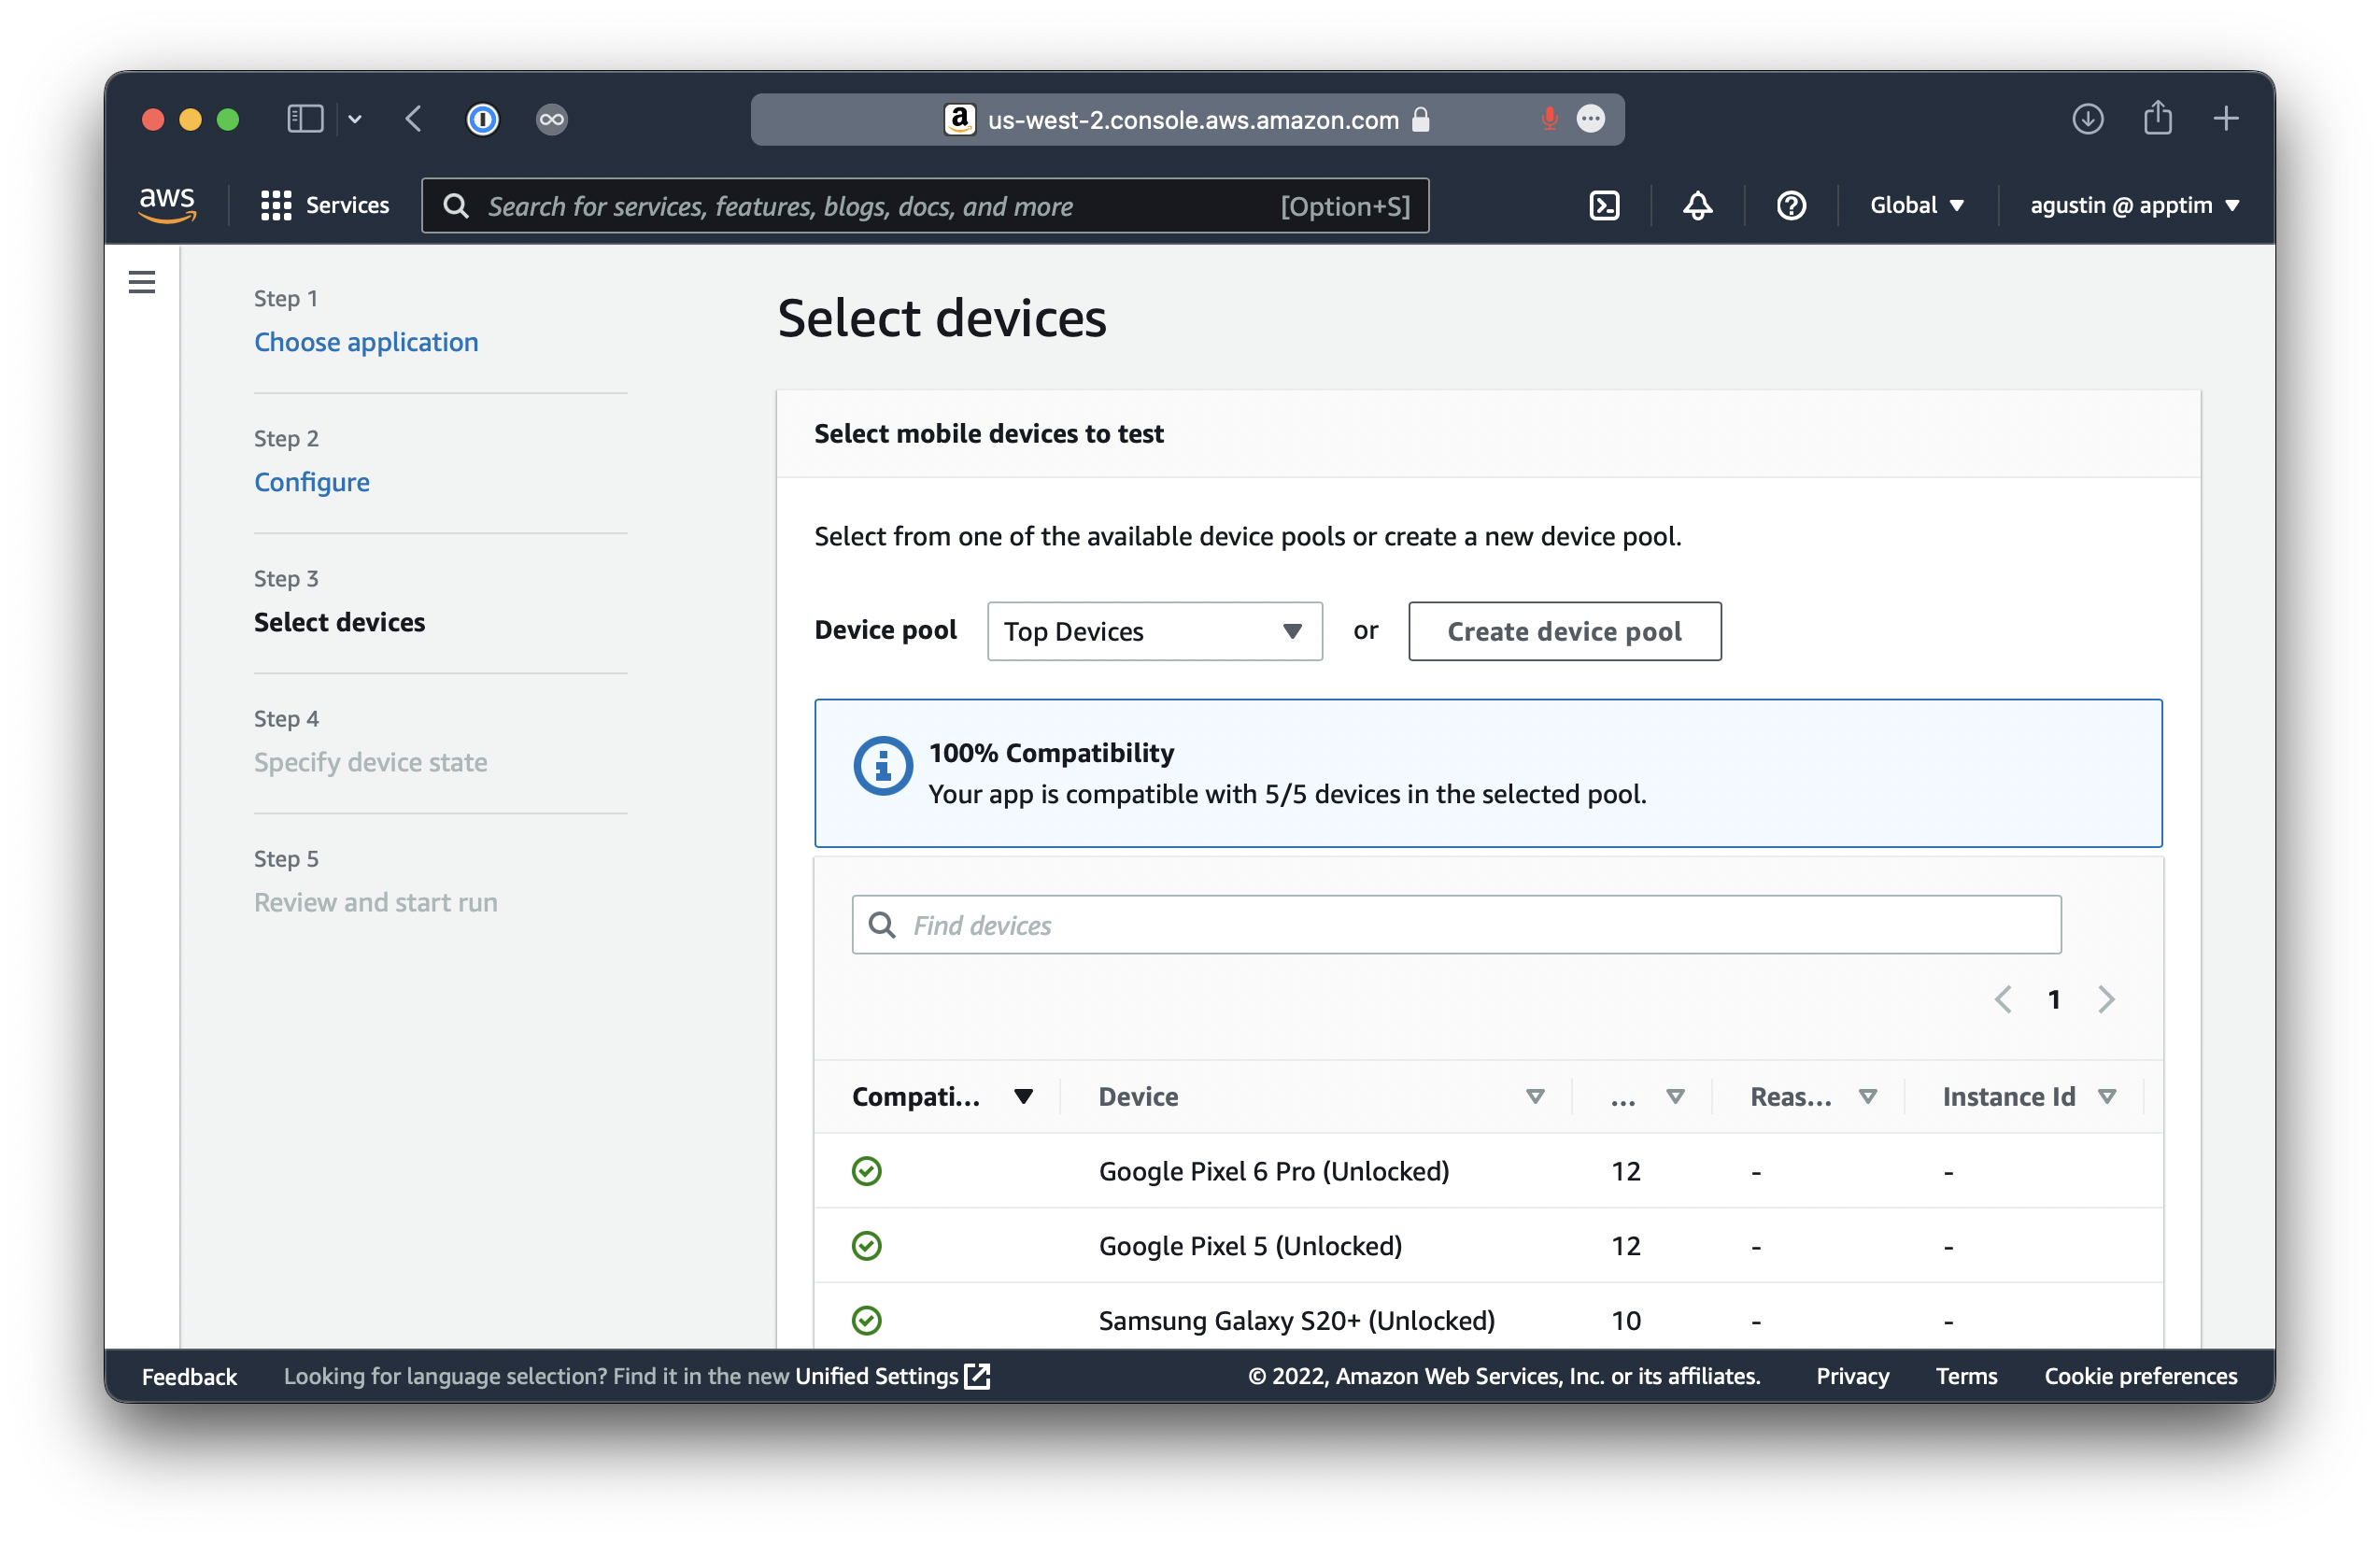 us-west-2.console.aws.amazon.com
aws
Services
Search for services, features, blogs, docs, and more
[Option+S]
Global
agustin @ apptim
Step 1
Choose application
Step 2
Configure
Step 3
Select devices
Step 4
Specify device state
Step 5
Review and start run
Select devices
Select mobile devices to test
Select from one of the available device pools or create a new device pool.
Device pool
Top Devices
or
Create device pool
100% Compatibility
Your app is compatible with 5/5 devices in the selected pool.
Find devices
1
Compati... Device ... Reas... Instance Id
Google Pixel 6 Pro (Unlocked) 12 - -
Google Pixel 5 (Unlocked) 12 - -
Samsung Galaxy S20+ (Unlocked) 10 - -
Feedback
Looking for language selection? Find it in the new Unified Settings
© 2022, Amazon Web Services, Inc. or its affiliates.
Privacy
Terms
Cookie preferences